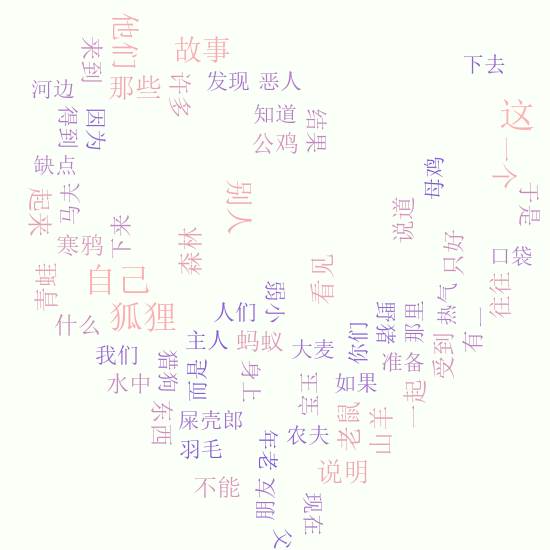 他们
来到
故事
下去
那些
许多
发现
恶人
河边
得到
因为
知道
结果
这
公鸡
一个
缺点
母鸡
起来
马夫
别人
说道
于是
下来
寒鸦
森林
只好
口袋
看见
青蛙
自己
热气
往往
狐狸
人们
弱小
那里
有一
什么
主人
蚂蚁
大麦
你们
准备
受到
我们
猎狗
而是
身上
水中
宝玉
如果
一起
东西
屎壳郎
老鼠
山羊
羽毛
年老
农夫
不能
朋友
说明
现在
父